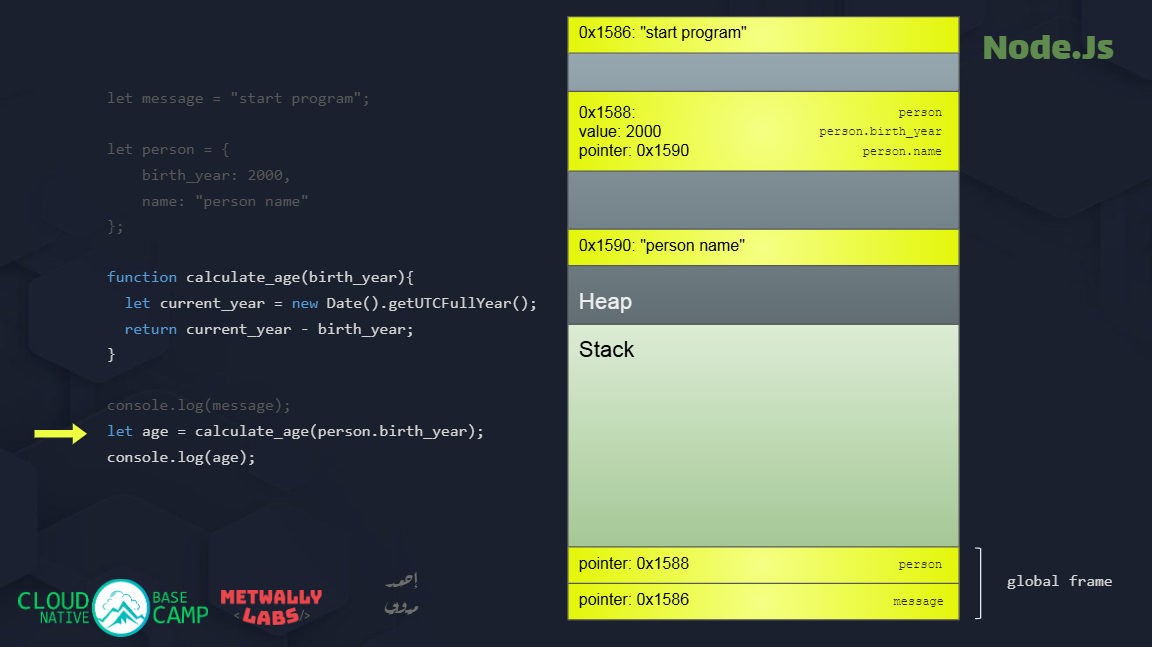 let message = "start program";
let person = {
birth_year: 2000,
name: "person name"
};
function calculate_age(birth_year){
let current_year = new Date().getUTCFullYear();
return current_year - birth_year;
}
console.log(message);
let age = calculate_age(person.birth_year);
console.log(age);
0x1586: "start program"
0x1588:
person
value: 2000
person.birth_year
pointer: 0x1590
person.name
0x1590: "person name"
Heap
Stack
pointer: 0x1588
person
pointer: 0x1586
message
global frame
Node.Js
CLOUD NATIVE
BASE CAMP
METWALLY
<LABS/>